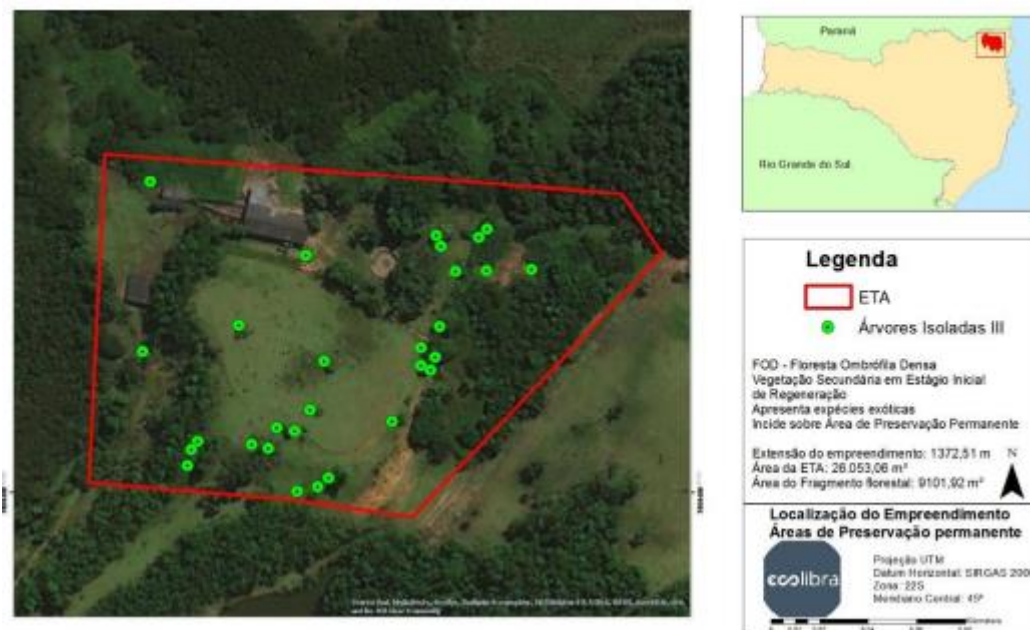 Paraná
Rio Grande do Sul
Legenda
ETA
Árvores Isoladas III
FOD - Floresta Ombrófila Densa
Vegetação Secundária em Estágio Inicial
de Regeneração
Apresenta expécies exóticas
Incide sobre Área de Preservação Permanente
Extensão do empreendimento: 1372,51 m
N
Área da ETA: 26.053,06 m²
Área do Fragmento florestal: 9101,92 m²
Localização do Empreendimento
Áreas de Preservação permanente
ecolibra
Projeção UTM
Datum Horizontal: SIRGAS 200
Zona: 22S
Meridiano Central: 45º